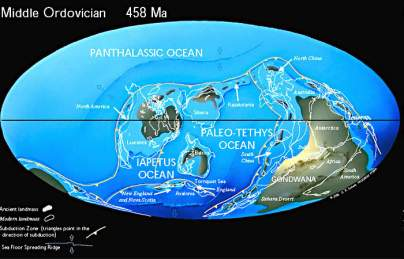 Middle Ordovician 458 Ma
PANTHALASSIC OCEAN
North China
North America
Siberia
Kazakstania
Australia
Laurentia
PALEO-TETHYS
OCEAN
Antarctica
IAPETUS
OCEAN
Baltica
South
China
India
Africa
Tornquist Sea
GONDWANA
South
America
New England
and Nova Scotia
Avalonia
England
Sahara Desert
Ancient landmass
Modern landmass
Subduction Zone (triangles point in the
direction of subduction)
Sea Floor Spreading Ridge